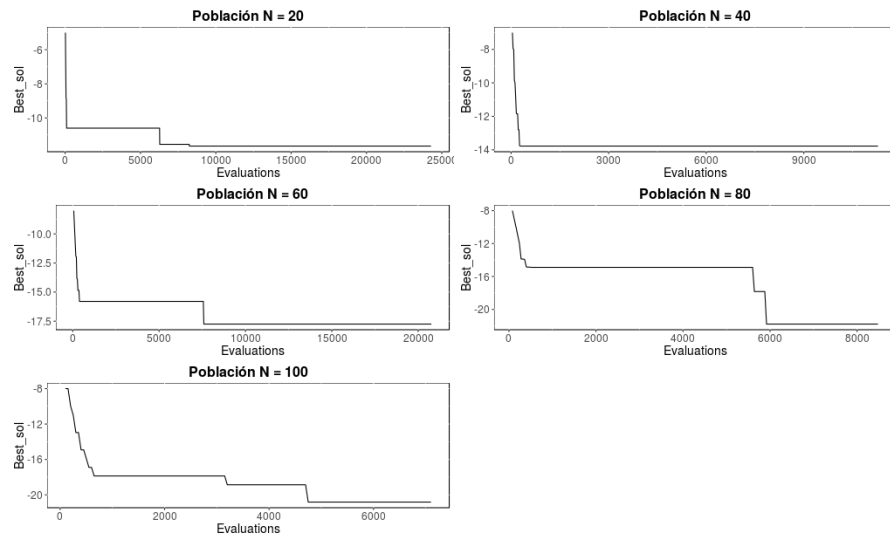 Población N = 20
Best_sol
-6
-8
-10
0 5000 10000 15000 20000 25000
Evaluations
Población N = 40
Best_sol
-8
-10
-12
-14
0 3000 6000 9000
Evaluations
Población N = 60
Best_sol
-10.0
-12.5
-15.0
-17.5
0 5000 10000 15000 20000
Evaluations
Población N = 80
Best_sol
-8
-12
-16
-20
0 2000 4000 6000 8000
Evaluations
Población N = 100
Best_sol
-8
-12
-16
-20
0 2000 4000 6000
Evaluations